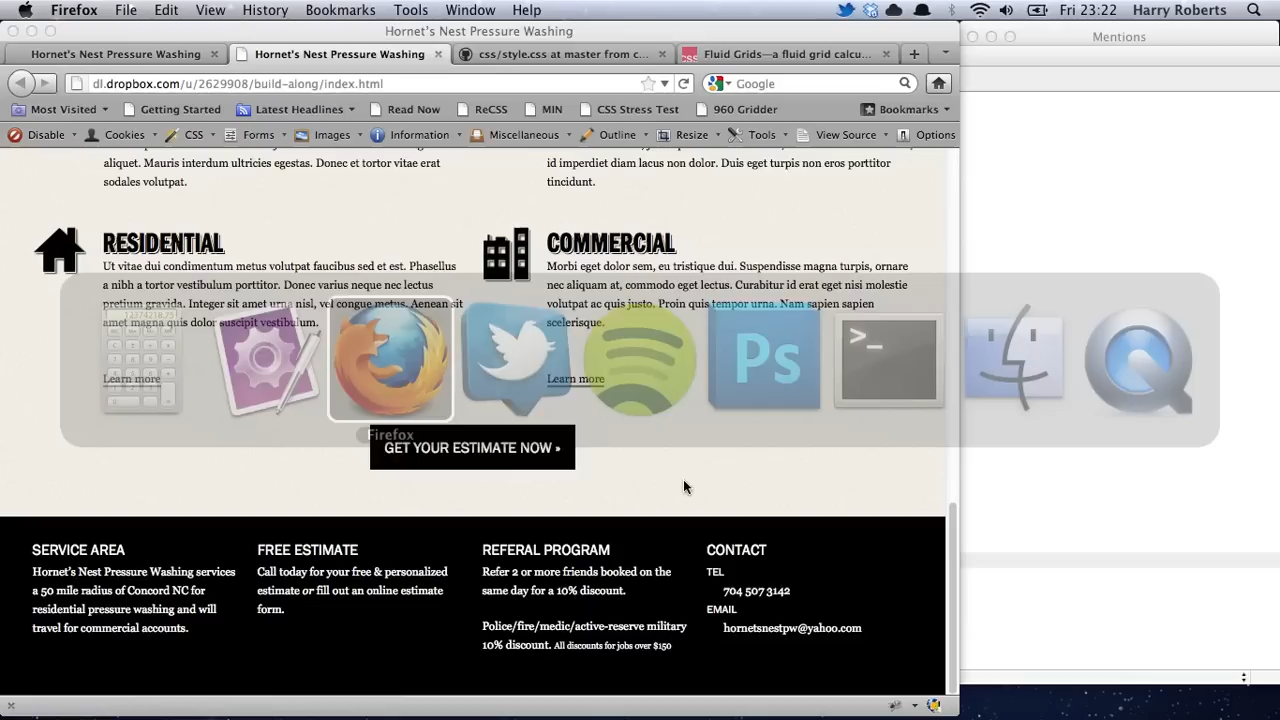 Firefox File Edit View History Bookmarks Tools Window Help Fri 23:22 Harry Roberts
Hornet's Nest Pressure Washing
Mentions
Hornet's Nest Pressure Washing Hornet's Nest Pressure Washing css/style.css at master from c... Fluid Grids—a fluid grid calcu...
dl.dropbox.com/u/2629908/build-along/index.html Google
Most Visited Getting Started Latest Headlines Read Now ReCSS MIN CSS Stress Test 960 Gridder Bookmarks
Disable Cookies CSS Forms Images Information Miscellaneous Outline Resize Tools View Source Options
aliquet. Mauris interdum ultricies egestas. Donec et tortor vitae erat
sodales volutpat.
id imperdiet diam lacus non dolor. Duis eget turpis non eros porttitor
tincidunt.
RESIDENTIAL
Ut vitae dui condimentum metus volutpat faucibus sed et est. Phasellus
a nibh a tortor vestibulum porttitor. Donec varius neque nec lectus
pretium gravida. Integer sit amet urna nisl, vel congue metus. Aenean sit
amet magna quis dolor suscipit vestibulum.
Learn more
COMMERCIAL
Morbi eget dolor sem, eu tristique dui. Suspendisse magna turpis, ornare
nec aliquam at, commodo eget lectus. Curabitur id erat eget nisi molestie
volutpat ac quis justo. Proin quis tempor urna. Nam sapien sapien
scelerisque.
Learn more
12374218.75
Ps
>_
Firefox
GET YOUR ESTIMATE NOW »
SERVICE AREA
Hornet's Nest Pressure Washing services
a 50 mile radius of Concord NC for
residential pressure washing and will
travel for commercial accounts.
FREE ESTIMATE
Call today for your free & personalized
estimate or fill out an online estimate
form.
REFERAL PROGRAM
Refer 2 or more friends booked on the
same day for a 10% discount.
Police/fire/medic/active-reserve military
10% discount. All discounts for jobs over $150
CONTACT
TEL
704 507 3142
EMAIL
hornetsnestpw@yahoo.com